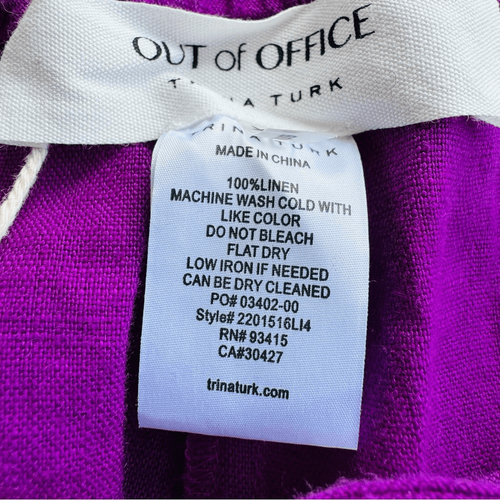 OUT of OFFICE
TRINA TURK
TRINA TURK
MADE IN CHINA
100%LINEN
MACHINE WASH COLD WITH
LIKE COLOR
DO NOT BLEACH
FLAT DRY
LOW IRON IF NEEDED
CAN BE DRY CLEANED
PO# 03402-00
Style# 2201516LI4
RN# 93415
CA#30427
trinaturk.com